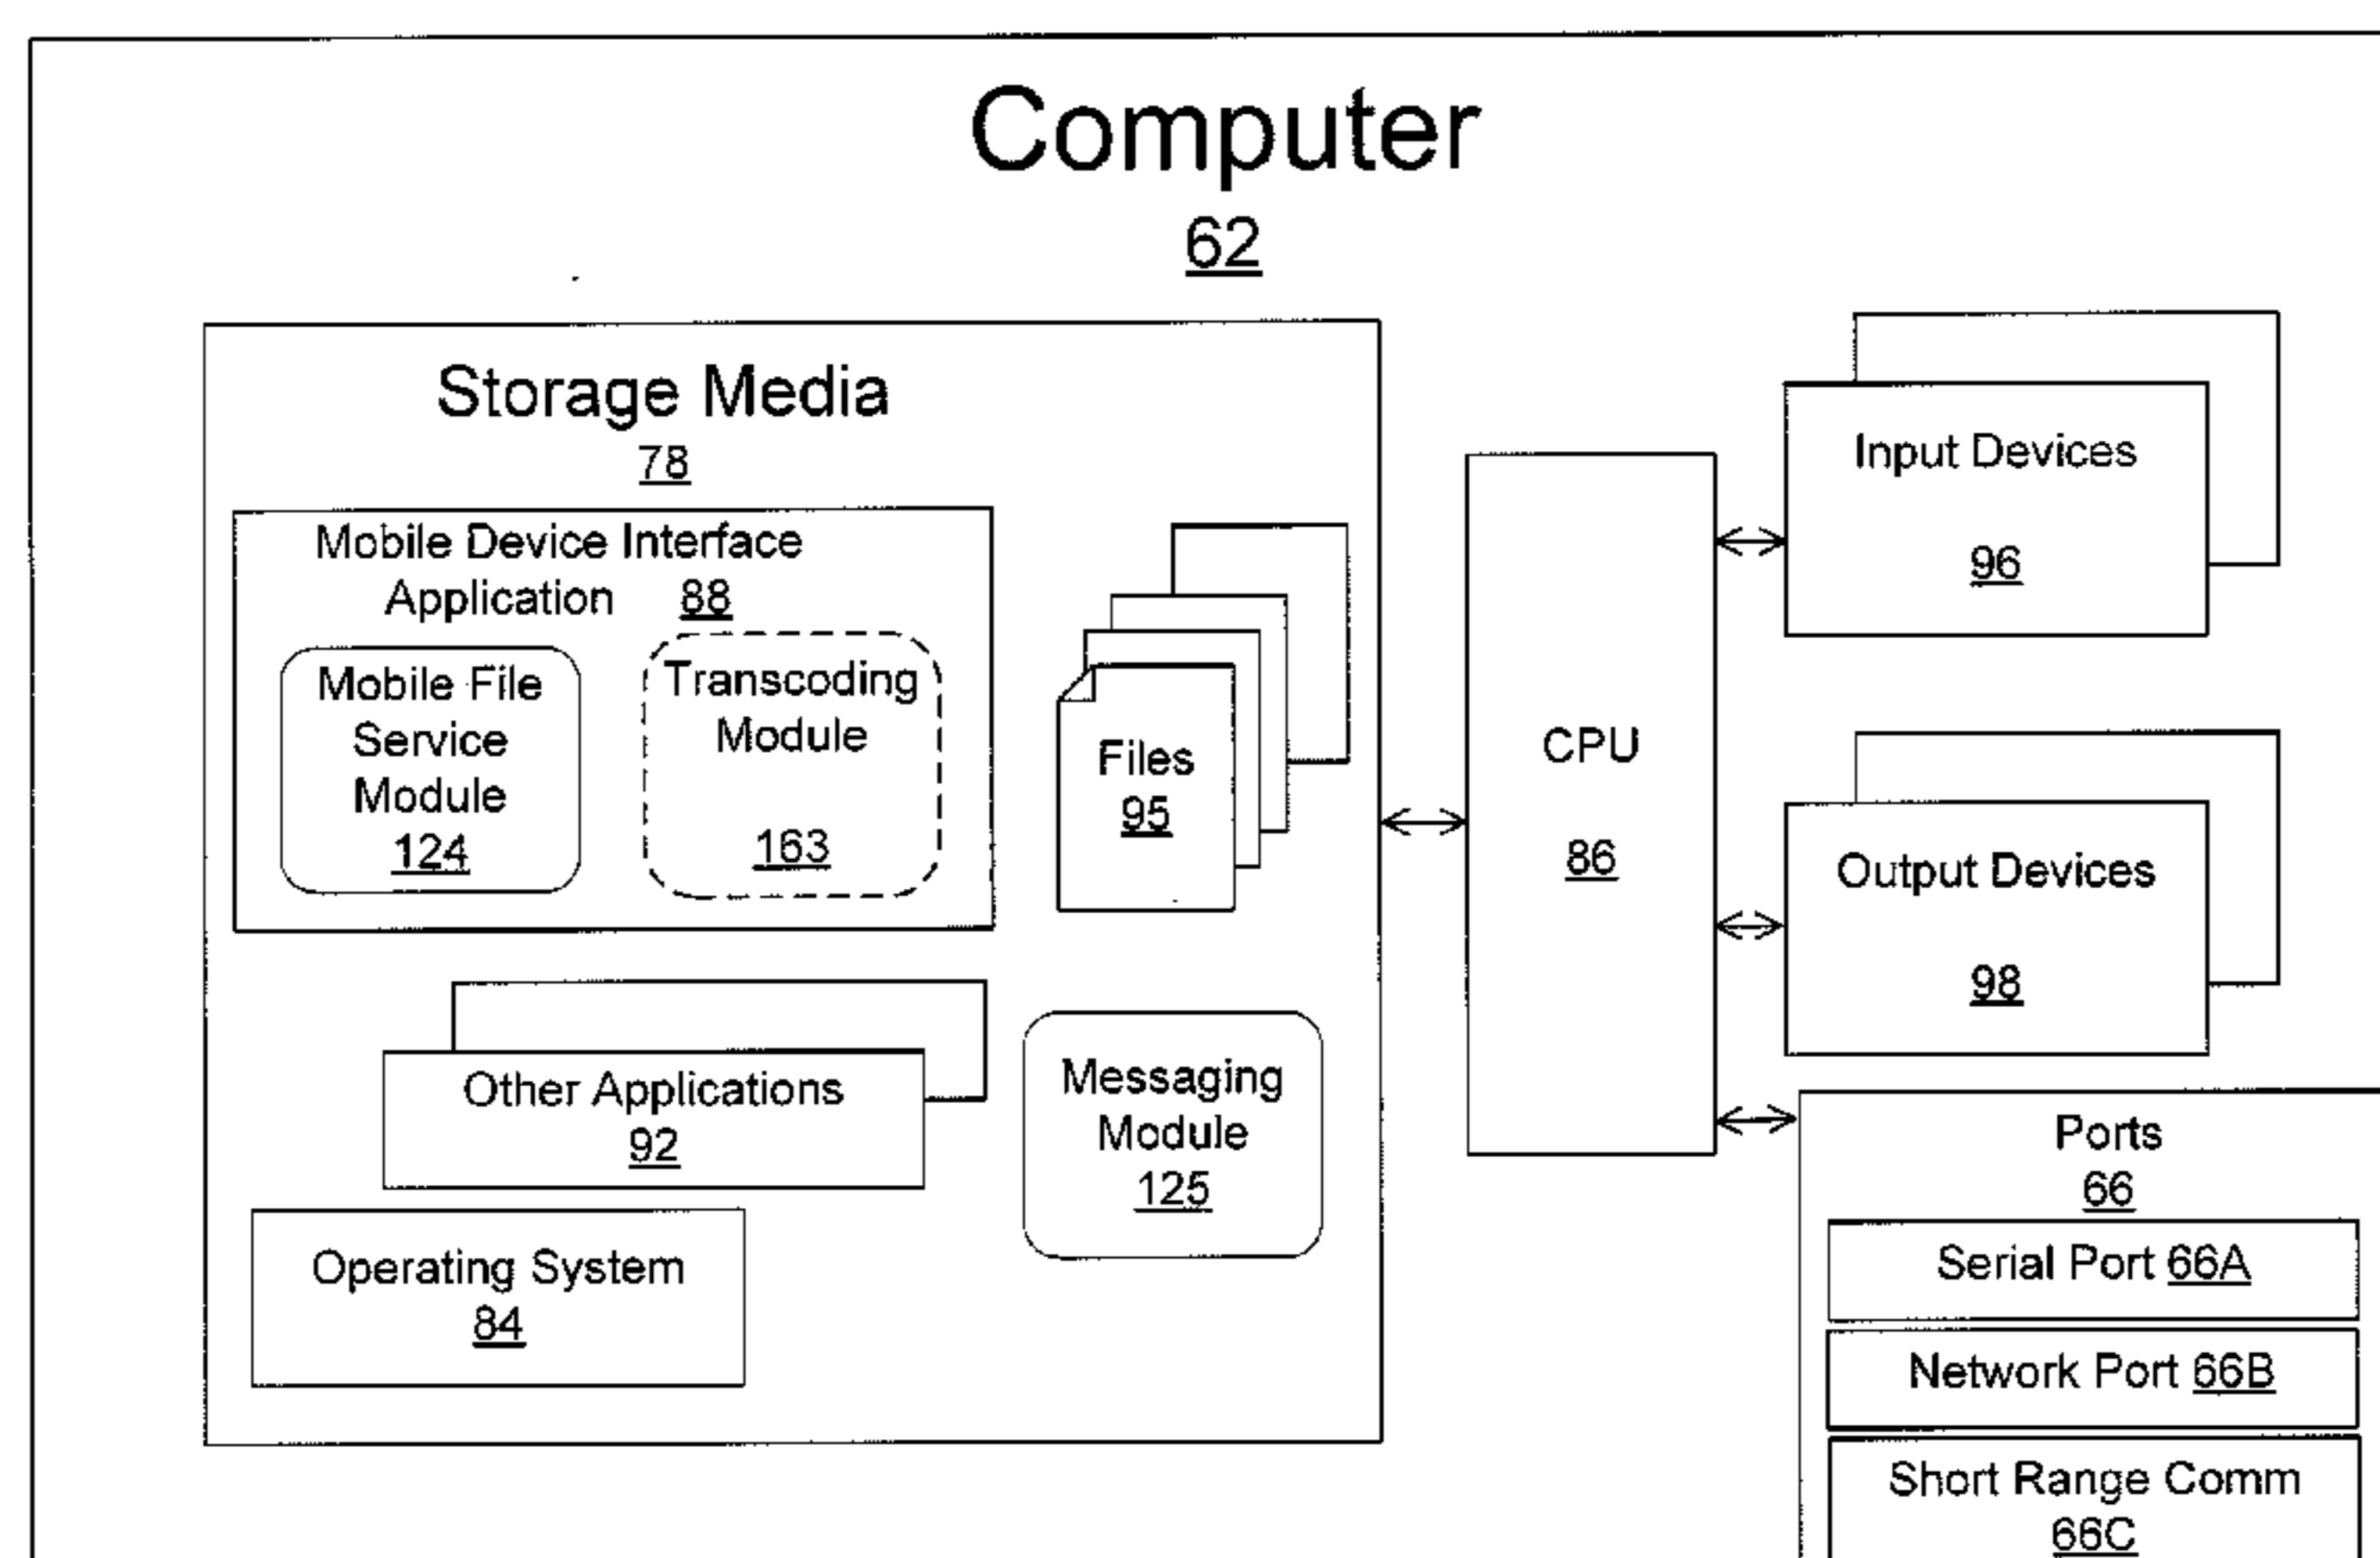 Computer
62
Storage Media
78
Mobile Device Interface
Application 88
Mobile File
Service
Module
124
Transcoding
Module
163
Files
95
Other Applications
92
Messaging
Module
125
Operating System
84
CPU
86
Input Devices
96
Output Devices
98
Ports
66
Serial Port 66A
Network Port 66B
Short Range Comm
66C